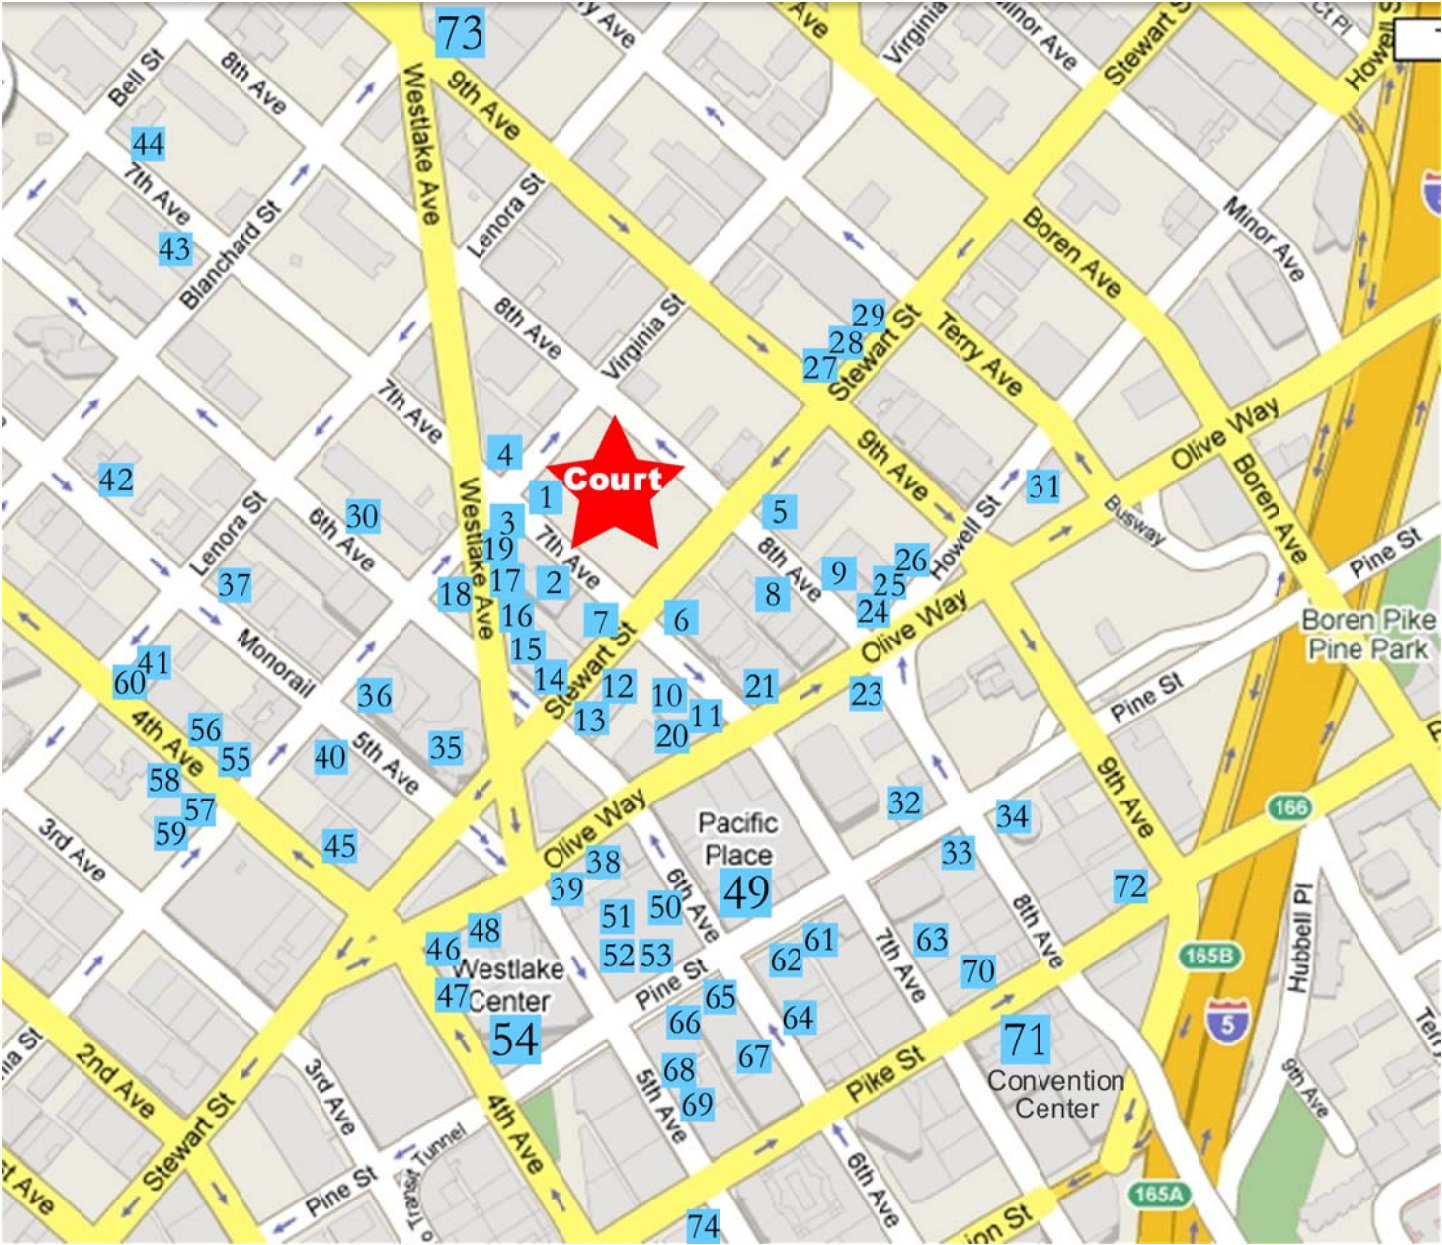 73
Virginia
Minor Ave
Stewart St
Ct Pl
Bell St
8th Ave
Westlake Ave
9th Ave
44
7th Ave
43
Blanchard St
Lenora St
8th Ave
Virginia St
Boren Ave
Minor Ave
29
28
27
Stewart St
Terry Ave
7th Ave
4
Court
1
9th Ave
Olive Way
Boren Ave
42
30
6th Ave
Lenora St
37
Westlake Ave
3
19
17
18
2
16
15
14
7th Ave
7
6
5
8th Ave
8
9
26
25
24
Howell St
31
Busway
Pine St
Boren Pike
Pine Park
Olive Way
Stewart St
12
13
10
11
20
21
23
41
60
Monorail
36
35
5th Ave
40
4th Ave
56
55
58
57
59
45
3rd Ave
Olive Way
38
39
Pacific
Place
49
6th Ave
50
51
52
53
32
33
34
Pine St
9th Ave
166
72
48
46
47
Westlake
Center
54
Pine St
61
62
63
7th Ave
70
8th Ave
65
66
64
67
68
69
5th Ave
Pike St
71
Convention
Center
165B
5
Hubbell Pl
9th Ave
2nd Ave
3rd Ave
4th Ave
Stewart St
Pine St
Tunnel
6th Ave
74
165A